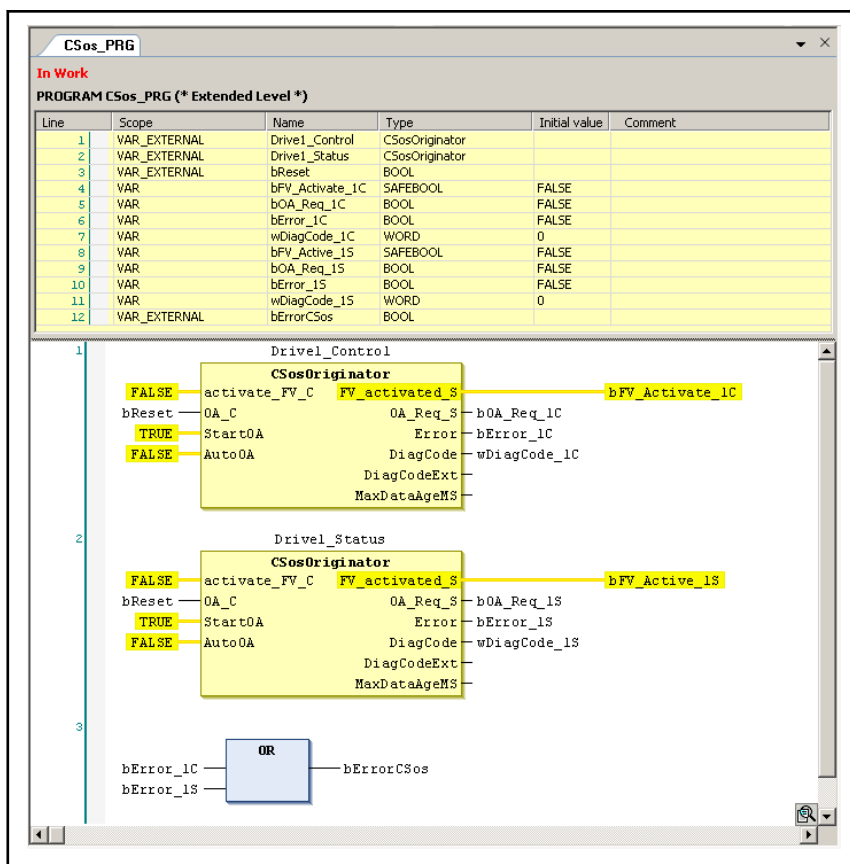 CSos_PRG
In Work
PROGRAM CSos_PRG (* Extended Level *)
Line Scope Name Type Initial value Comment
1 VAR_EXTERNAL Drive1_Control CSosOriginator
2 VAR_EXTERNAL Drive1_Status CSosOriginator
3 VAR_EXTERNAL bReset BOOL
4 VAR bFV_Activate_1C SAFEBOOL FALSE
5 VAR bOA_Req_1C BOOL FALSE
6 VAR bError_1C BOOL FALSE
7 VAR wDiagCode_1C WORD 0
8 VAR bFV_Active_1S SAFEBOOL FALSE
9 VAR bOA_Req_1S BOOL FALSE
10 VAR bError_1S BOOL FALSE
11 VAR wDiagCode_1S WORD 0
12 VAR_EXTERNAL bErrorCSos BOOL
1 Drive1_Control
CSosOriginator
FALSE activate_FV_C FV_activated_S bFV_Activate_1C
bReset OA_C OA_Req_S bOA_Req_1C
TRUE StartOA Error bError_1C
FALSE AutoOA DiagCode wDiagCode_1C
DiagCodeExt
MaxDataAgeMS
2 Drive1_Status
CSosOriginator
FALSE activate_FV_C FV_activated_S bFV_Active_1S
bReset OA_C OA_Req_S bOA_Req_1S
TRUE StartOA Error bError_1S
FALSE AutoOA DiagCode wDiagCode_1S
DiagCodeExt
MaxDataAgeMS
3
OR
bError_1C bErrorCSos
bError_1S